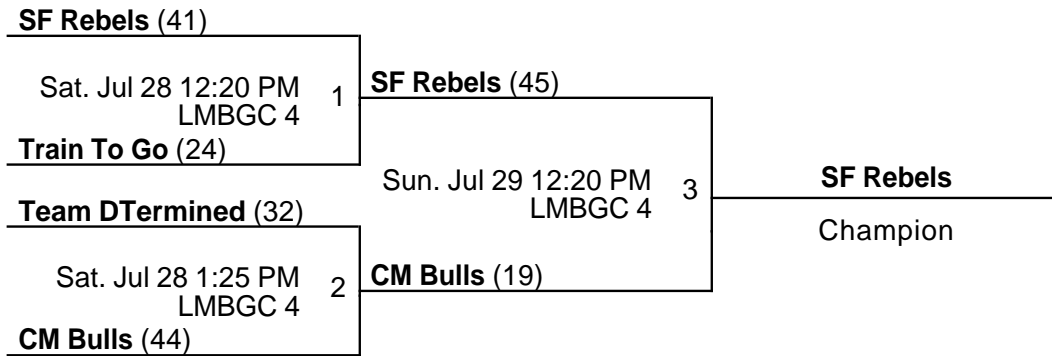 SF Rebels (41)
Sat. Jul 28 12:20 PM
LMBGC 4
1
Train To Go (24)
SF Rebels (45)
Team DTermined (32)
Sat. Jul 28 1:25 PM
LMBGC 4
2
CM Bulls (44)
Sun. Jul 29 12:20 PM
LMBGC 4
3
CM Bulls (19)
SF Rebels
Champion